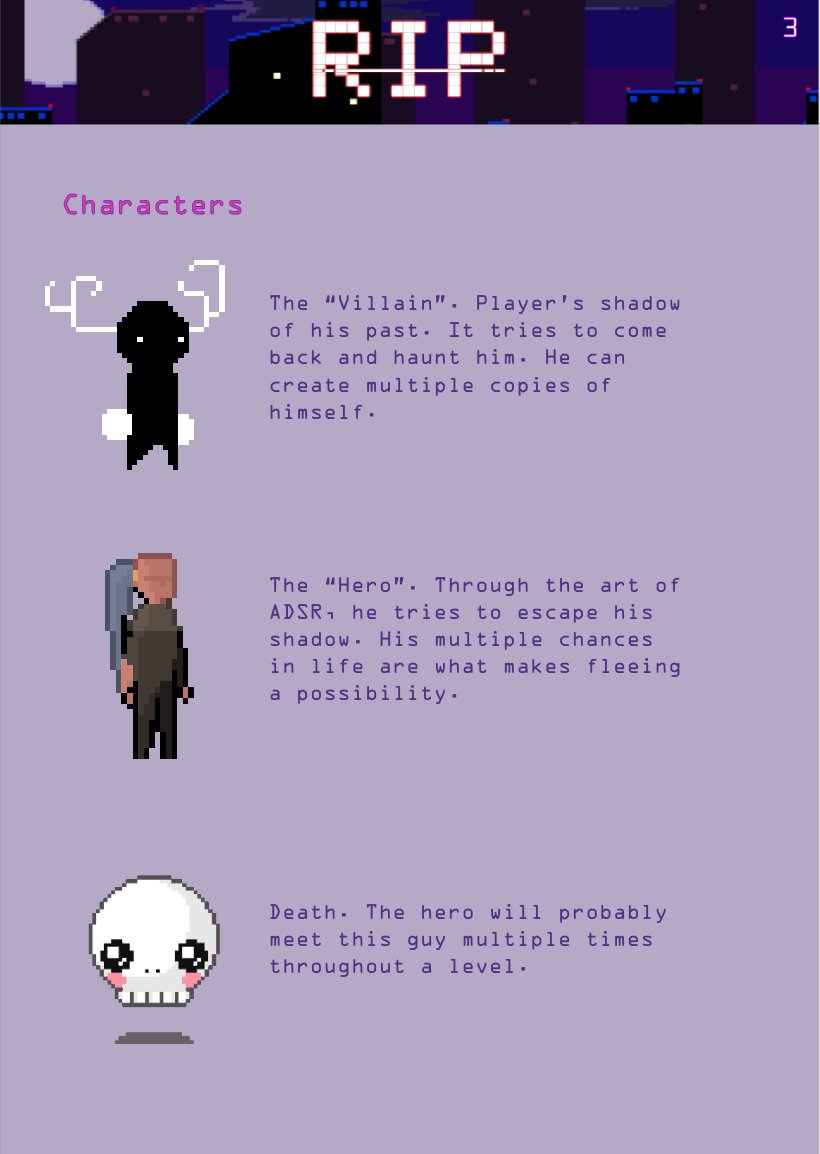 RIP
3
Characters
The “Villain”. Player's shadow
of his past. It tries to come
back and haunt him. He can
create multiple copies of
himself.
The “Hero”. Through the art of
ADSR, he tries to escape his
shadow. His multiple chances
in life are what makes fleeing
a possibility.
Death. The hero will probably
meet this guy multiple times
throughout a level.